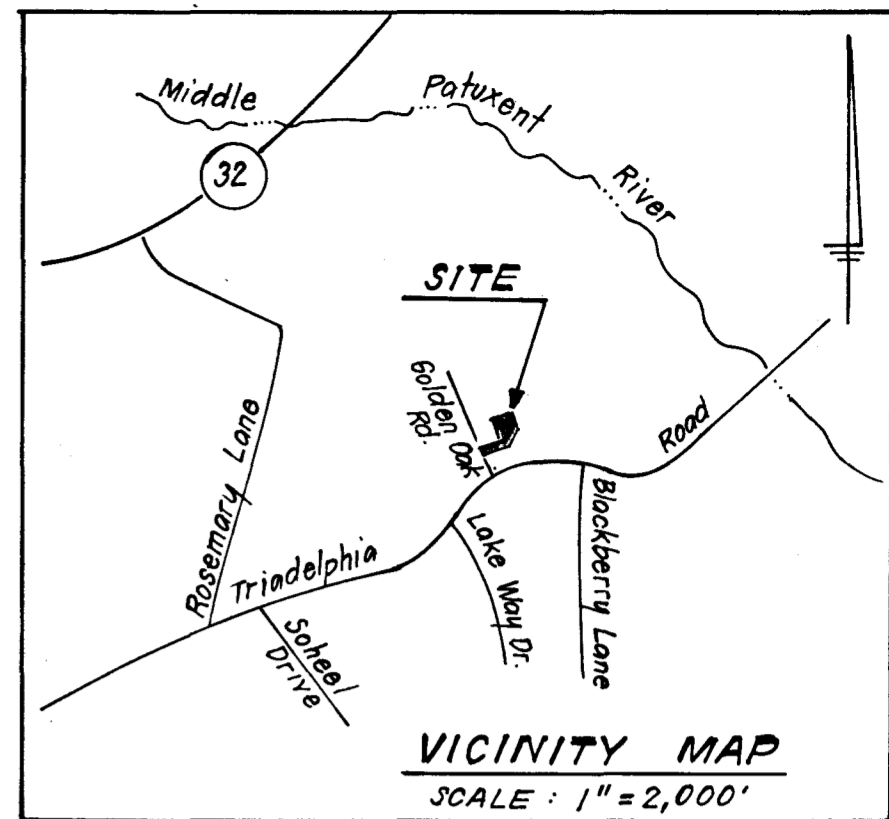 Middle Patuxent River
32
SITE
Golden Oak
Rd.
Road
Rosemary Lane
Triadelphia
Blackberry Lane
Lake Way Dr.
Soheel
Drive
VICINITY MAP
SCALE : 1" = 2,000'